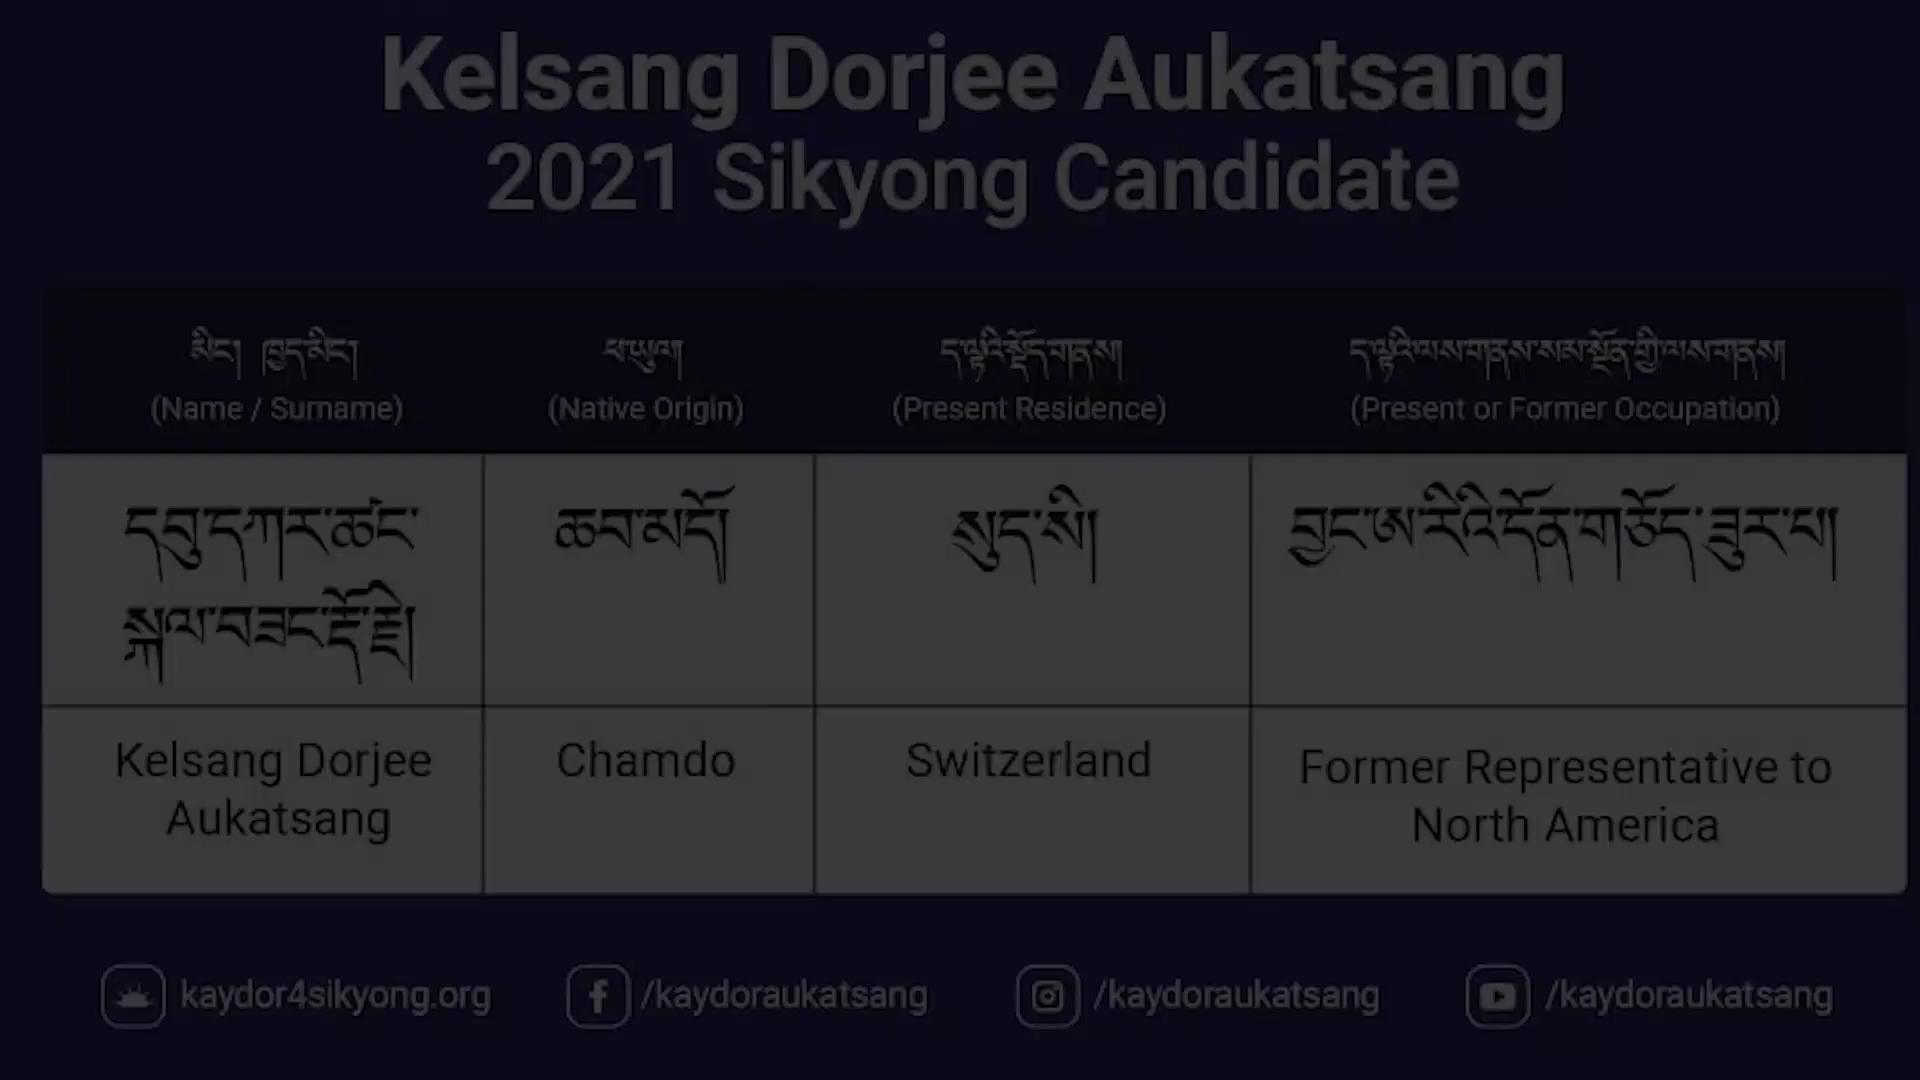 Kelsang Dorjee Aukatsang
2021 Sikyong Candidate
མིང་། ཁྱད་མིང་། ཕ་ཡུལ། ད་ལྟའི་སྡོད་གནས། ད་ལྟའི་ལས་གནས་སམ་སྔོན་གྱི་ལས་གནས།
(Name / Surname) (Native Origin) (Present Residence) (Present or Former Occupation)
དབུ་དཀར་ཚང་ ཆབ་མདོ། སུད་སི། བྱང་ཨ་རིའི་དོན་གཅོད་ཟུར་པ།
སྐལ་བཟང་རྡོ་རྗེ།
Kelsang Dorjee Chamdo Switzerland Former Representative to
Aukatsang North America
kaydor4sikyong.org /kaydoraukatsang /kaydoraukatsang /kaydoraukatsang